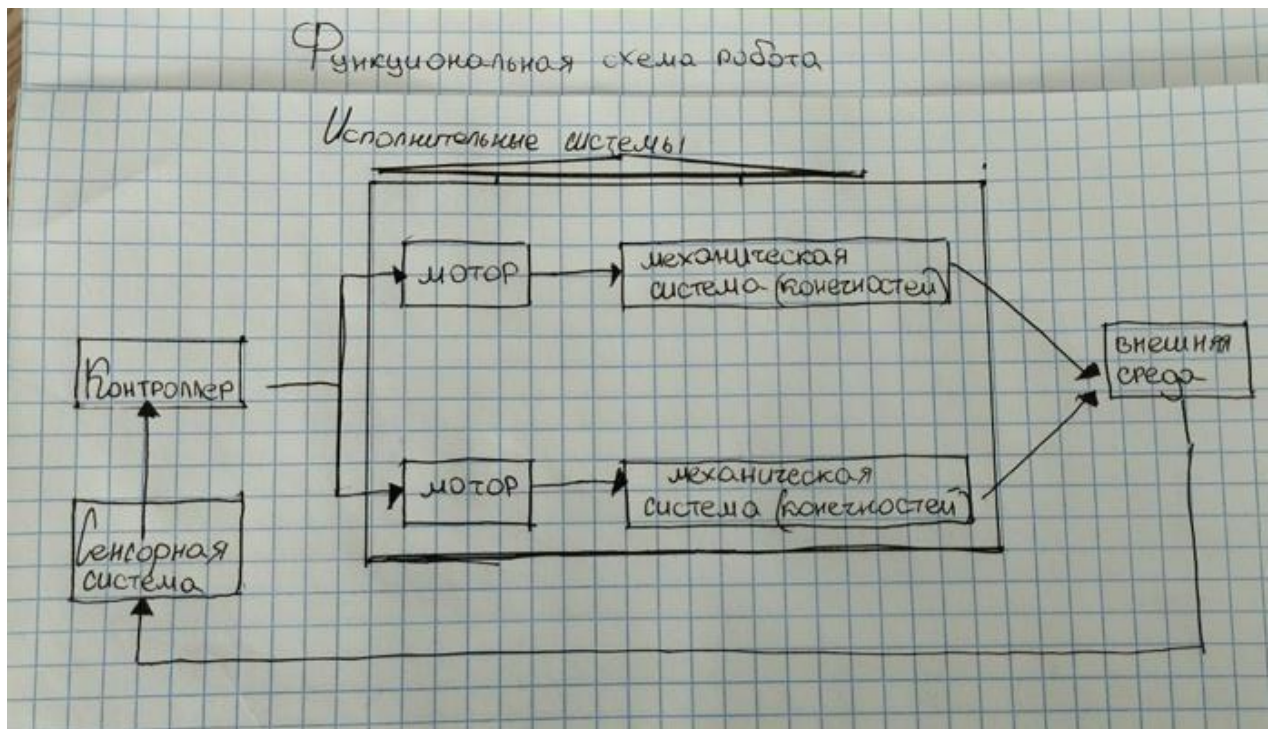 Функциональная схема робота
Исполнительные системы
мотор
механическая
система (конечностей)
Контроллер
внешняя
среда
мотор
механическая
система (конечностей)
Сенсорная
система